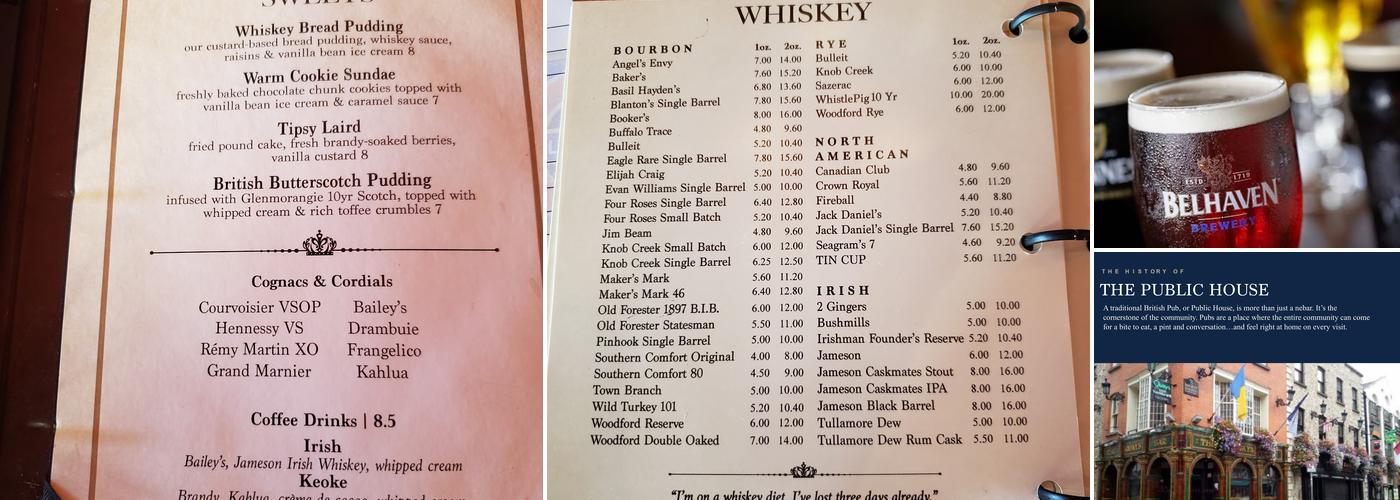 SWEETS
Whiskey Bread Pudding
our custard-based bread pudding, whiskey sauce,
raisins & vanilla bean ice cream 8
Warm Cookie Sundae
freshly baked chocolate chunk cookies topped with
vanilla bean ice cream & caramel sauce 7
Tipsy Laird
fried pound cake, fresh brandy-soaked berries,
vanilla custard 8
British Butterscotch Pudding
infused with Glenmorangie 10yr Scotch, topped with
whipped cream & rich toffee crumbles 7
Cognacs & Cordials
Courvoisier VSOP Bailey's
Hennessy VS Drambuie
Rémy Martin XO Frangelico
Grand Marnier Kahlua
Coffee Drinks | 8.5
Irish
Bailey's, Jameson Irish Whiskey, whipped cream
Keoke
Brandy, Kahlua, crème de cacao, whipped cream
WHISKEY
BOURBON 1oz. 2oz.
Angel's Envy 7.00 14.00
Baker's 7.60 15.20
Basil Hayden's 6.80 13.60
Blanton's Single Barrel 7.80 15.60
Booker's 8.00 16.00
Buffalo Trace 4.80 9.60
Bulleit 5.20 10.40
Eagle Rare Single Barrel 7.80 15.60
Elijah Craig 5.20 10.40
Evan Williams Single Barrel 5.00 10.00
Four Roses Single Barrel 6.40 12.80
Four Roses Small Batch 5.20 10.40
Jim Beam 4.80 9.60
Knob Creek Small Batch 6.00 12.00
Knob Creek Single Barrel 6.25 12.50
Maker's Mark 5.60 11.20
Maker's Mark 46 6.40 12.80
Old Forester 1897 B.I.B. 6.00 12.00
Old Forester Statesman 5.50 11.00
Pinhook Single Barrel 5.00 10.00
Southern Comfort Original 4.00 8.00
Southern Comfort 80 4.50 9.00
Town Branch 5.00 10.00
Wild Turkey 101 5.20 10.40
Woodford Reserve 6.00 12.00
Woodford Double Oaked 7.00 14.00
RYE 1oz. 2oz.
Bulleit 5.20 10.40
Knob Creek 6.00 10.00
Sazerac 6.00 12.00
WhistlePig 10 Yr 10.00 20.00
Woodford Rye 6.00 12.00
NORTH
AMERICAN
Canadian Club 4.80 9.60
Crown Royal 5.60 11.20
Fireball 4.40 8.80
Jack Daniel's 5.20 10.40
Jack Daniel's Single Barrel 7.60 15.20
Seagram's 7 4.60 9.20
TIN CUP 5.60 11.20
IRISH
2 Gingers 5.00 10.00
Bushmills 5.00 10.00
Irishman Founder's Reserve 5.20 10.40
Jameson 6.00 12.00
Jameson Caskmates Stout 8.00 16.00
Jameson Caskmates IPA 8.00 16.00
Jameson Black Barrel 8.00 16.00
Tullamore Dew 5.00 10.00
Tullamore Dew Rum Cask 5.50 11.00
"I'm on a whiskey diet. I've lost three days already."
ESTD 1719
BELHAVEN
BREWERY
THE HISTORY OF
THE PUBLIC HOUSE
A traditional British Pub, or Public House, is more than just a nebar. It's the
cornerstone of the community. Pubs are a place where the entire community can come
for a bite to eat, a pint and conversation…and feel right at home on every visit.